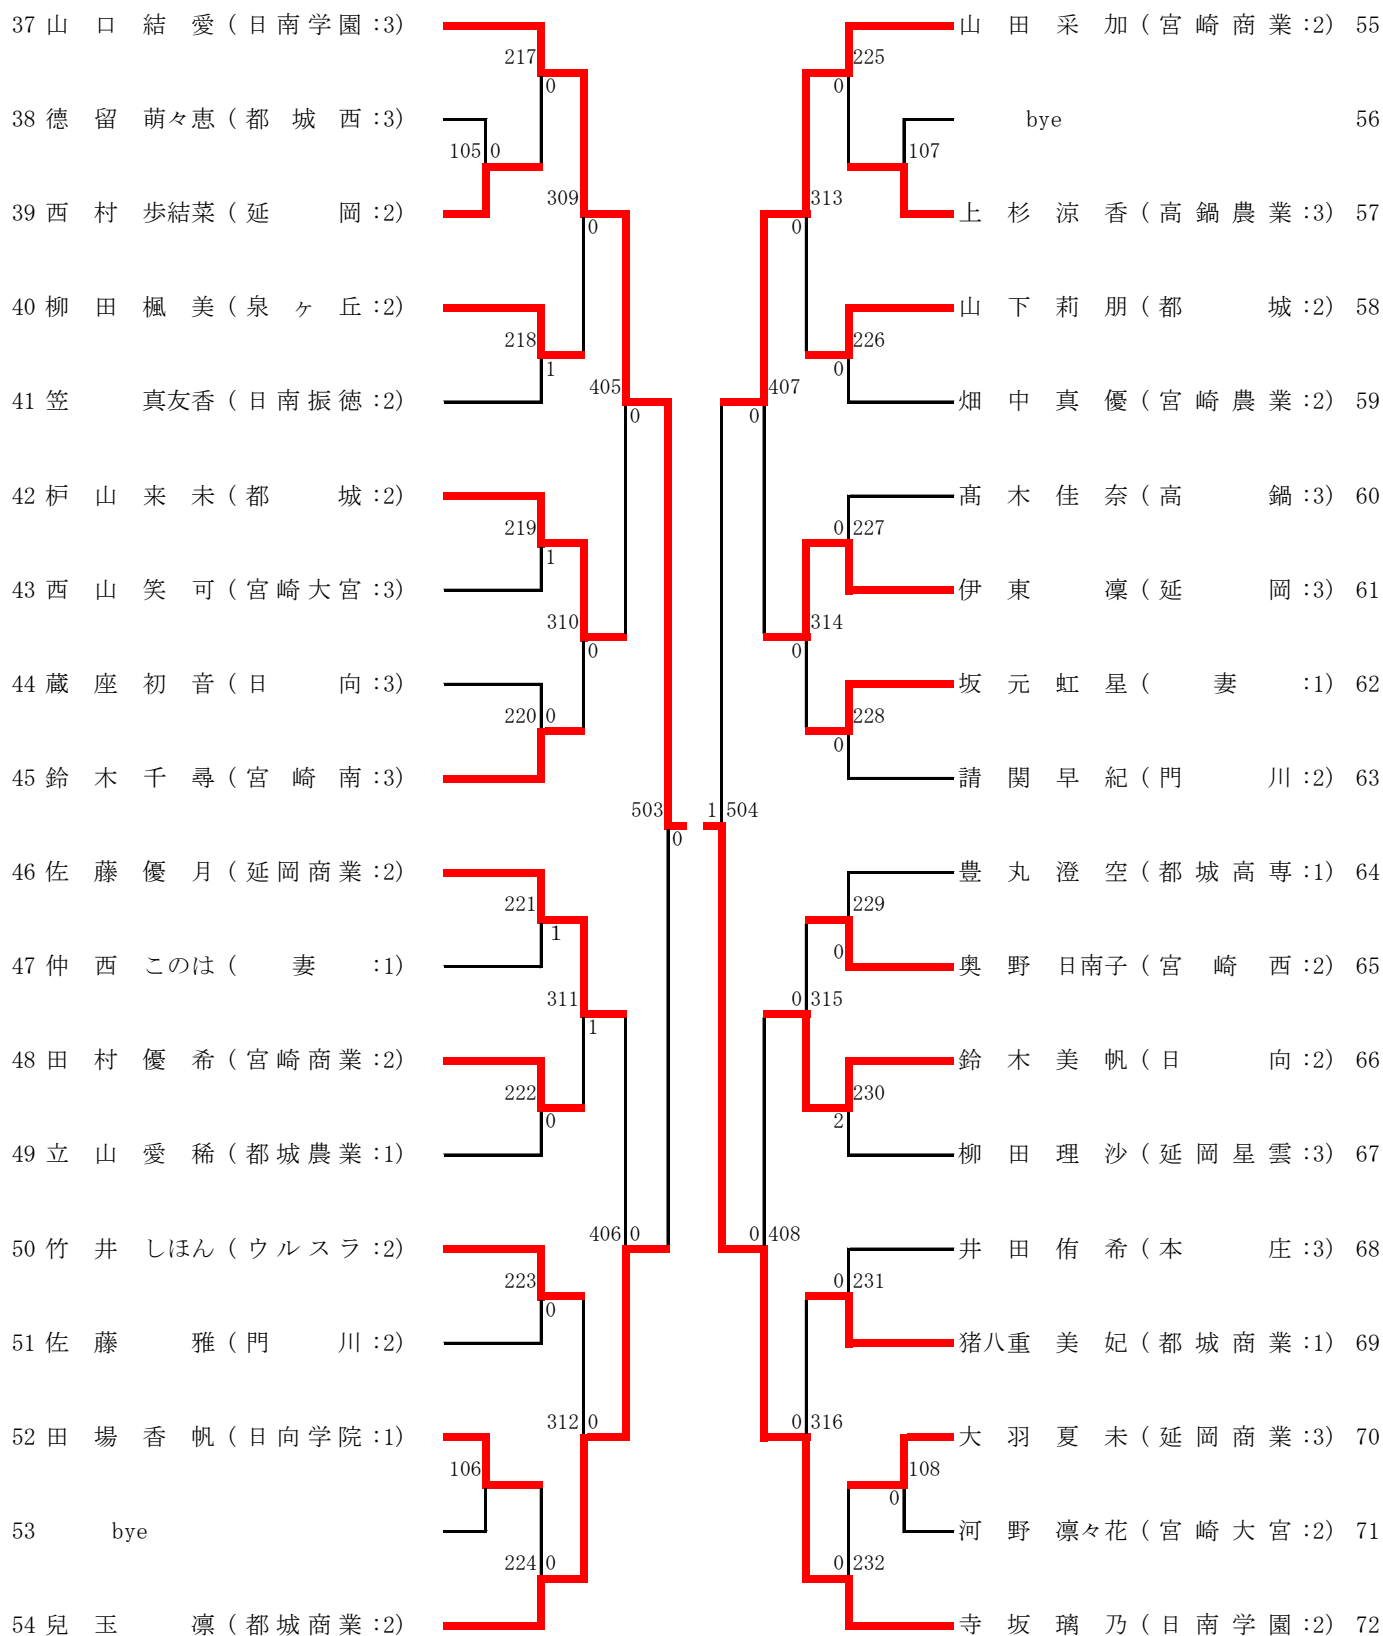 37 山 口 結 愛 ( 日南学園:3) 山 田 采 加 ( 宮崎商業:2) 55
217 225
0 0
38 德 留 萌々恵 ( 都 城 西:3) bye 56
105 0 107
309 313
39 西 村 歩結菜 ( 延 岡:2) 上 杉 涼 香 ( 高鍋農業:3) 57
0 0
40 柳 田 楓 美 ( 泉 ヶ 丘:2) 山 下 莉 朋 ( 都 城:2) 58
218 226
1 0
405 407
41 笠 真友香 ( 日南振徳:2) 畑 中 真 優 ( 宮崎農業:2) 59
0 0
42 枦 山 来 未 ( 都 城:2) 髙 木 佳 奈 ( 高 鍋:3) 60
219 0 227
1
43 西 山 笑 可 ( 宮崎大宮:3) 伊 東 凜 ( 延 岡:3) 61
310 314
0 0
44 蔵 座 初 音 ( 日 向:3) 坂 元 虹 星 ( 妻 :1) 62
220 0 228
0
45 鈴 木 千 尋 ( 宮 崎 南:3) 請 関 早 紀 ( 門 川:2) 63
503 1 504
0
46 佐 藤 優 月 ( 延岡商業:2) 豊 丸 澄 空 ( 都城高専:1) 64
221 229
1 0
47 仲 西 このは ( 妻 :1) 奥 野 日南子 ( 宮 崎 西:2) 65
311 0 315
1
48 田 村 優 希 ( 宮崎商業:2) 鈴 木 美 帆 ( 日 向:2) 66
222 230
0 2
49 立 山 愛 稀 ( 都城農業:1) 柳 田 理 沙 ( 延岡星雲:3) 67
406 0 0 408
50 竹 井 しほん ( ウルスラ:2) 井 田 侑 希 ( 本 庄:3) 68
223 0 231
0
51 佐 藤 雅 ( 門 川:2) 猪八重 美 妃 ( 都城商業:1) 69
312 0 0 316
52 田 場 香 帆 ( 日向学院:1) 大 羽 夏 未 ( 延岡商業:3) 70
106 108
0
53 bye 河 野 凛々花 ( 宮崎大宮:2) 71
224 0 0 232
54 兒 玉 凛 ( 都城商業:2) 寺 坂 璃 乃 ( 日南学園:2) 72